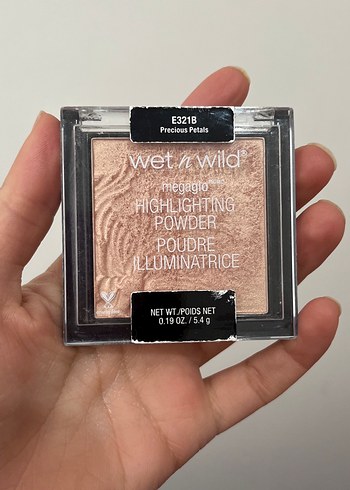 E321B
Precious Petals
wet n wild®
megaglo
HIGHLIGHTING
POWDER
POUDRE
ILLUMINATRICE
NET WT./POIDS NET
0.19 OZ. / 5.4 g